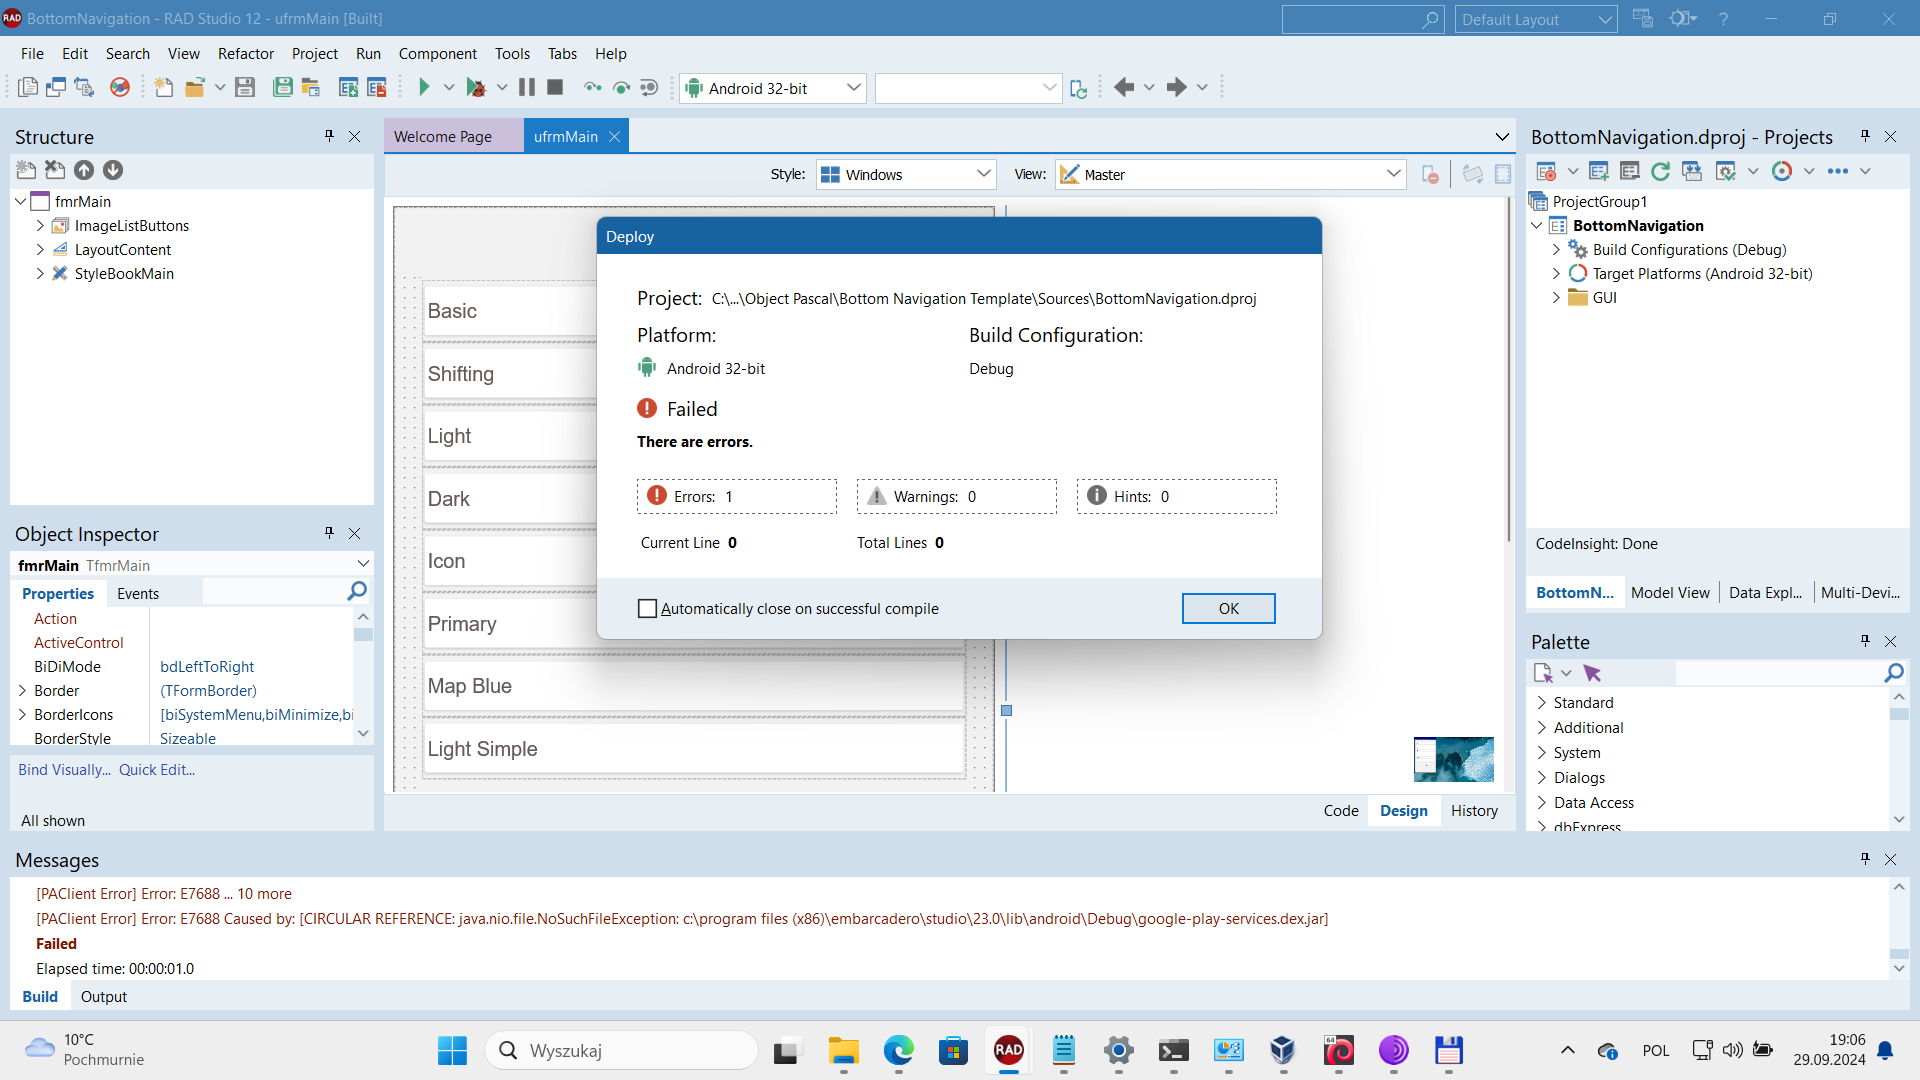 BottomNavigation - RAD Studio 12 - ufrmMain [Built]
Default Layout
File Edit Search View Refactor Project Run Component Tools Tabs Help
Android 32-bit
Structure
fmrMain
ImageListButtons
LayoutContent
StyleBookMain
Object Inspector
fmrMain TfmrMain
Properties Events
Action
ActiveControl
BiDiMode bdLeftToRight
Border (TFormBorder)
BorderIcons [biSystemMenu,biMinimize,bi
BorderStyle Sizeable
Bind Visually... Quick Edit...
All shown
Welcome Page ufrmMain
Style: Windows View: Master
Basic
Shifting
Light
Dark
Icon
Primary
Map Blue
Light Simple
Deploy
Project: C:\...\Object Pascal\Bottom Navigation Template\Sources\BottomNavigation.dproj
Platform: Build Configuration:
Android 32-bit Debug
Failed
There are errors.
Errors: 1 Warnings: 0 Hints: 0
Current Line 0 Total Lines 0
Automatically close on successful compile OK
Code Design History
BottomNavigation.dproj - Projects
ProjectGroup1
BottomNavigation
Build Configurations (Debug)
Target Platforms (Android 32-bit)
GUI
CodeInsight: Done
BottomN... Model View Data Expl... Multi-Devi...
Palette
Standard
Additional
System
Dialogs
Data Access
dbExpress
Messages
[PAClient Error] Error: E7688 ... 10 more
[PAClient Error] Error: E7688 Caused by: [CIRCULAR REFERENCE: java.nio.file.NoSuchFileException: c:\program files (x86)\embarcadero\studio\23.0\lib\android\Debug\google-play-services.dex.jar]
Failed
Elapsed time: 00:00:01.0
Build Output
10°C
Pochmurnie
Wyszukaj
RAD
64
POL
19:06
29.09.2024